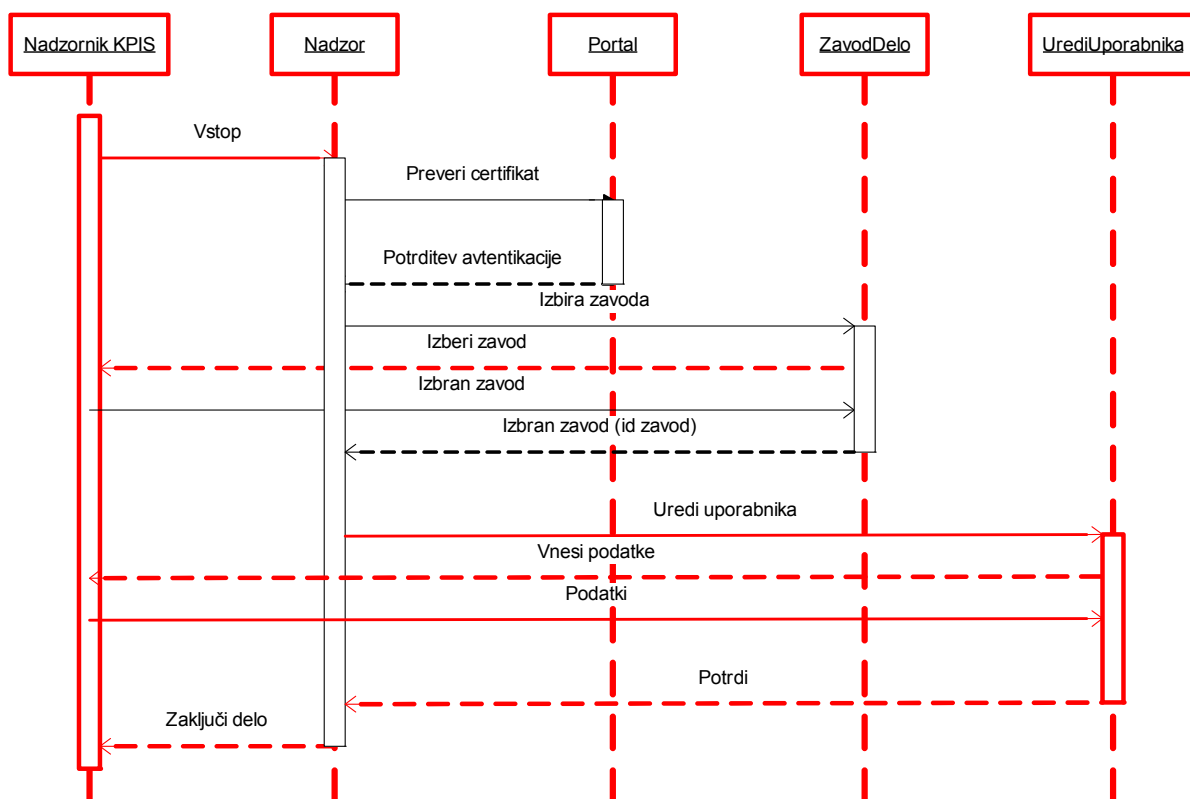 Nadzornik KPIS
Nadzor
Portal
ZavodDelo
UrediUporabnika
Vstop
Preveri certifikat
Potrditev avtentikacije
Izbira zavoda
Izberi zavod
Izbran zavod
Izbran zavod (id zavod)
Uredi uporabnika
Vnesi podatke
Podatki
Potrdi
Zaključi delo